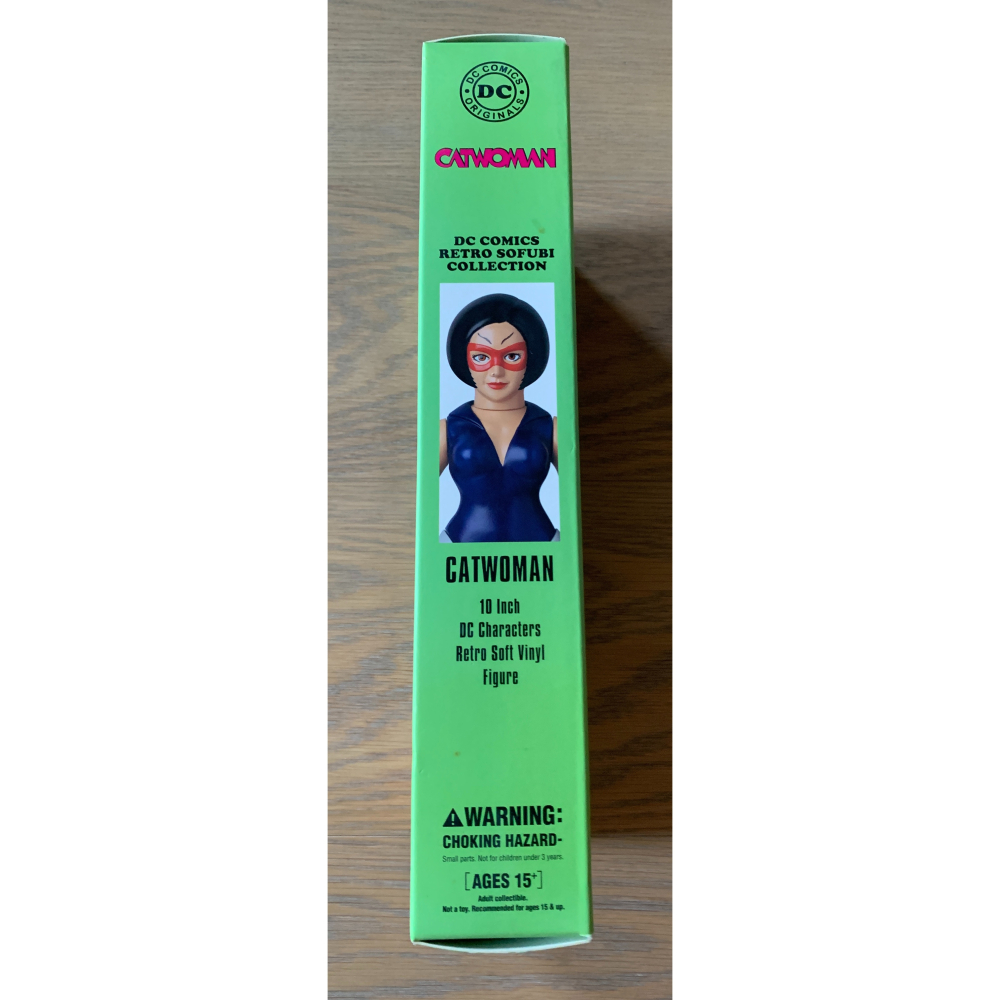 DC COMICS
DC
ORIGINALS
CATWOMAN
DC COMICS
RETRO SOFUBI
COLLECTION
CATWOMAN
10 Inch
DC Characters
Retro Soft Vinyl
Figure
WARNING:
CHOKING HAZARD-
Small parts. Not for children under 3 years.
[AGES 15+]
Adult collectible.
Not a toy. Recommended for ages 15 & up.